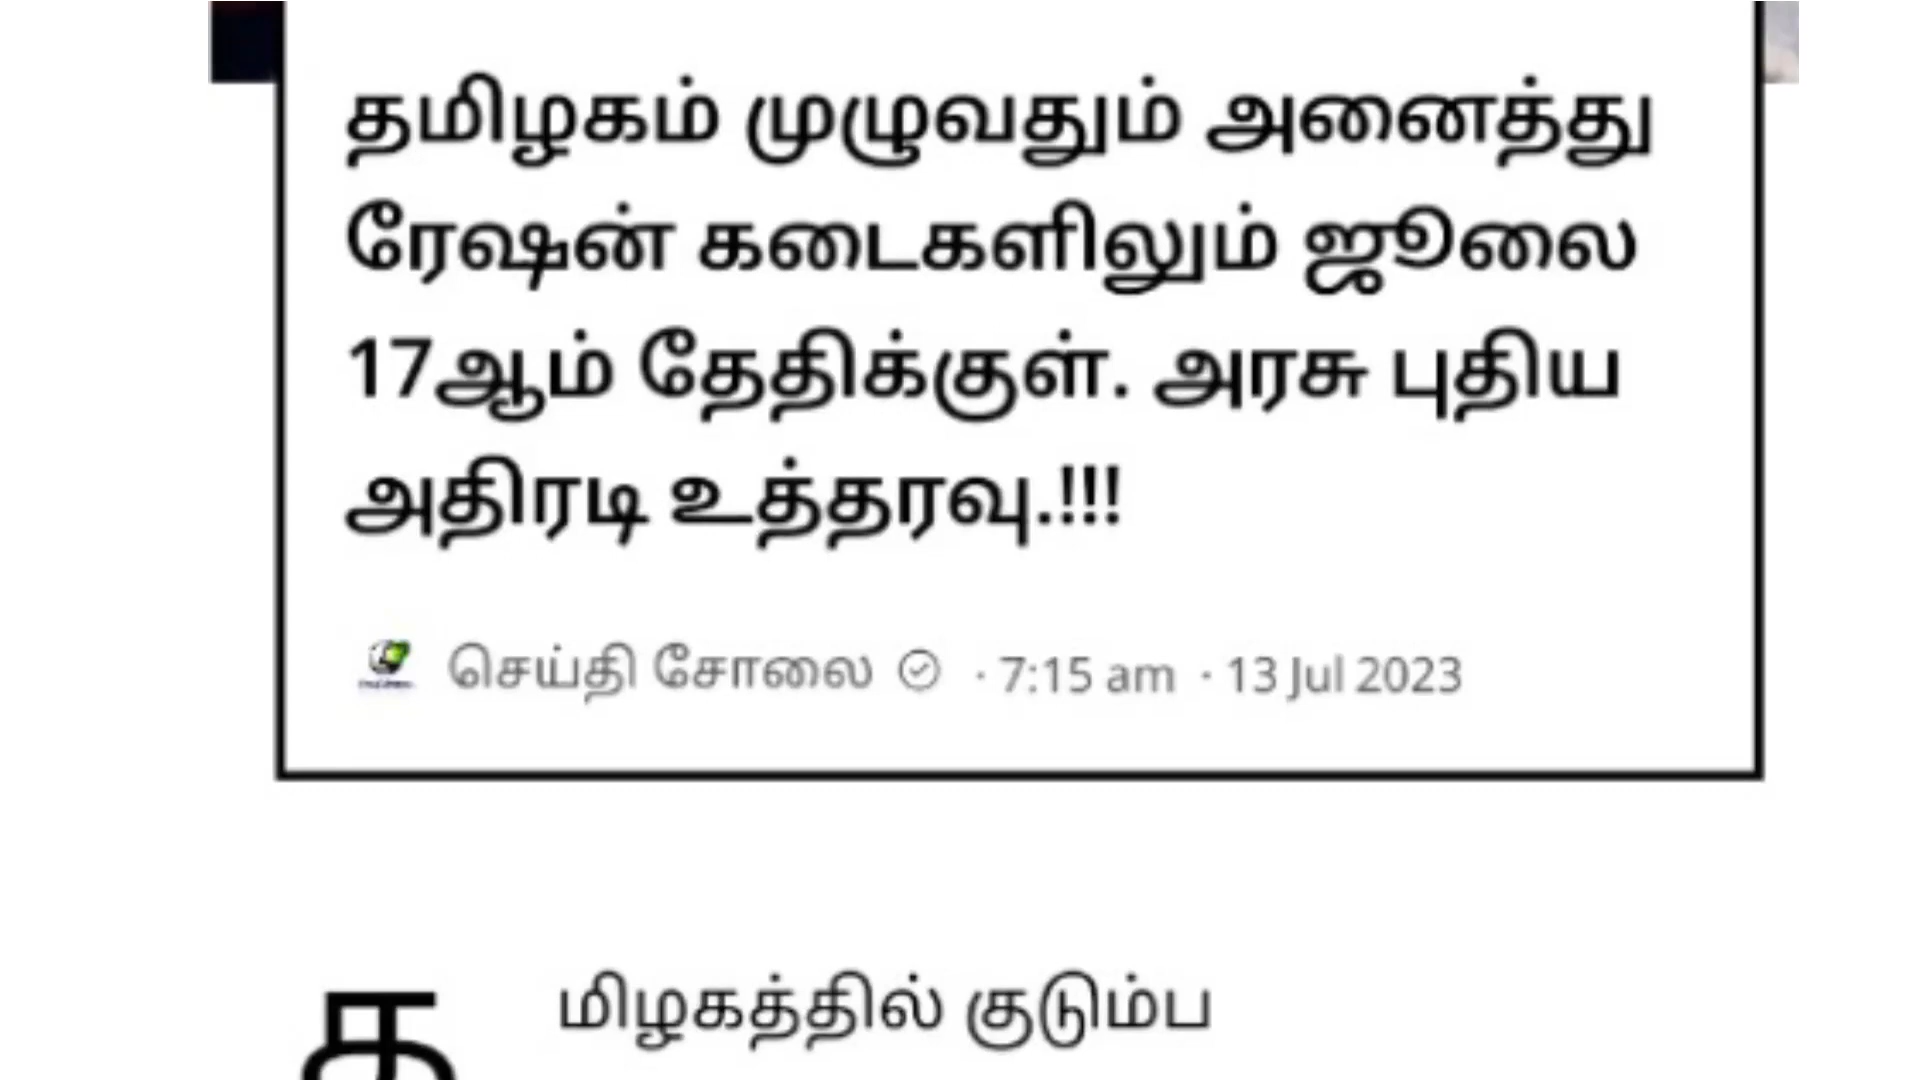 தமிழகம் முழுவதும் அனைத்து
ரேஷன் கடைகளிலும் ஜூலை
17ஆம் தேதிக்குள். அரசு புதிய
அதிரடி உத்தரவு.!!!
செய்தி சோலை · 7:15 am · 13 Jul 2023
தமிழகத்தில் குடும்ப